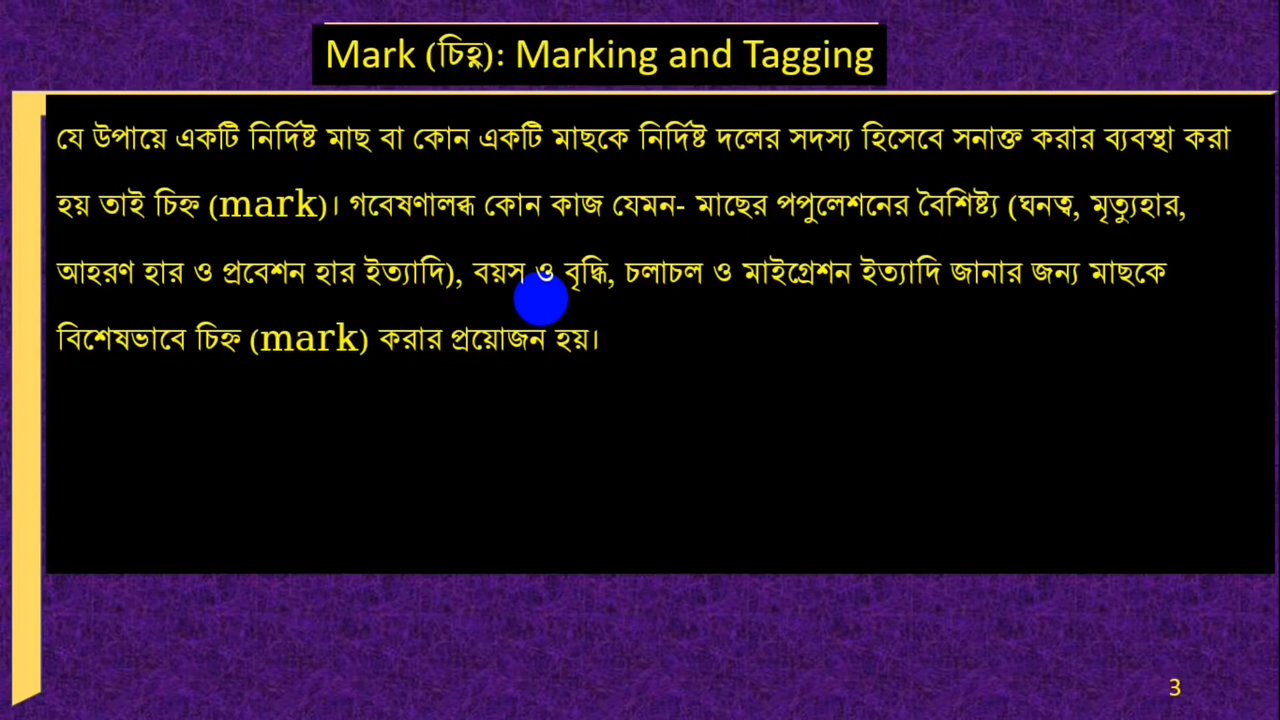 Mark (চিহ্ণ): Marking and Tagging
যে উপায়ে একটি নির্দিষ্ট মাছ বা কোন একটি মাছকে নির্দিষ্ট দলের সদস্য হিসেবে সনাক্ত করার ব্যবস্থা করা
হয় তাই চিহ্ন (mark)। গবেষণালব্ধ কোন কাজ যেমন- মাছের পপুলেশনের বৈশিষ্ট্য (ঘনত্ব, মৃত্যুহার,
আহরণ হার ও প্রবেশন হার ইত্যাদি), বয়স ও বৃদ্ধি, চলাচল ও মাইগ্রেশন ইত্যাদি জানার জন্য মাছকে
বিশেষভাবে চিহ্ন (mark) করার প্রয়োজন হয়।
3